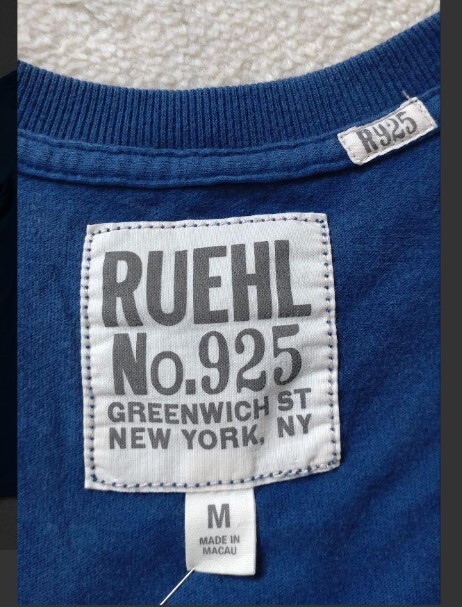 R925
RUEHL
No.925
GREENWICH ST
NEW YORK, NY
M
MADE IN
MACAU